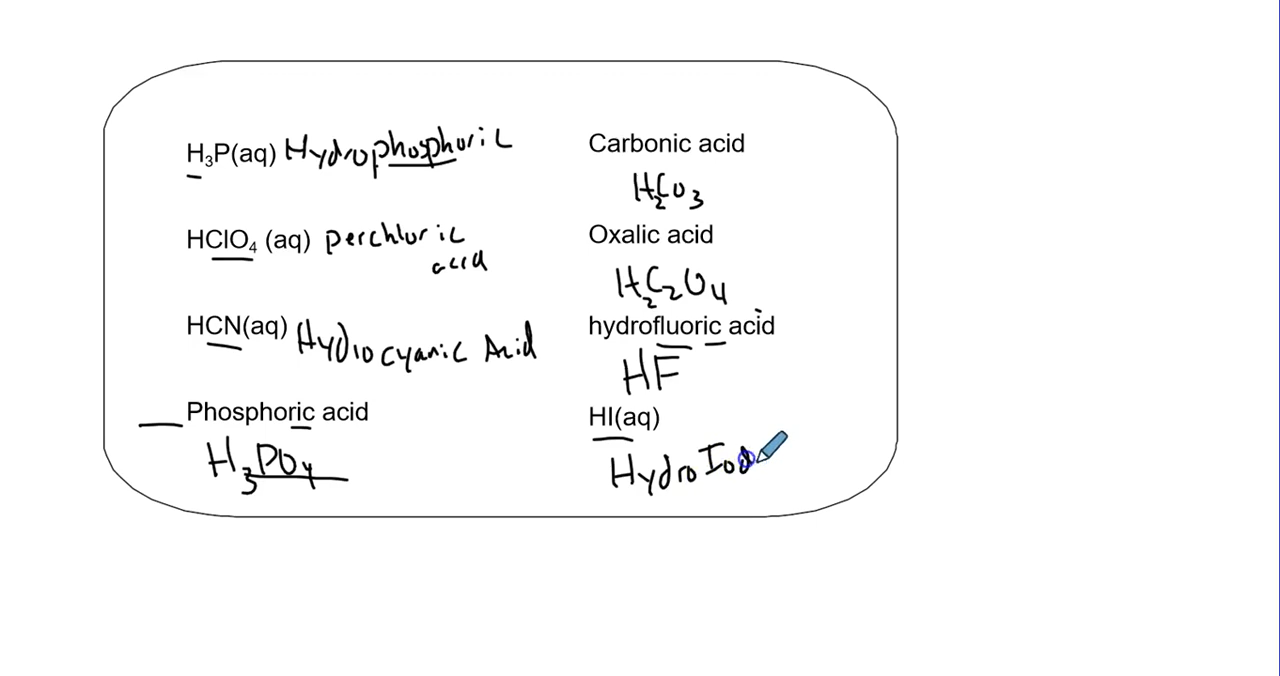 H₃P(aq) Hydrophosphoric
HClO₄ (aq) perchloric
acid
HCN(aq) Hydrocyanic Acid
Phosphoric acid
H₃PO₄
Carbonic acid
H₂CO₃
Oxalic acid
H₂C₂O₄
hydrofluoric acid
HF
HI(aq)
HydroIod